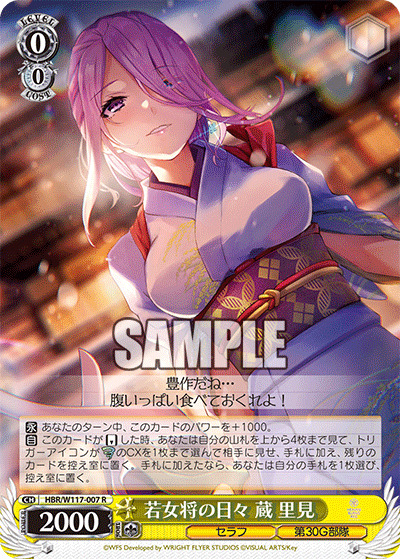 LEVEL
0
0
COST
SAMPLE
豊作だね…
腹いっぱい食べておくれよ！
永 あなたのターン中、このカードのパワーを＋1000。
自 このカードが した時、あなたは自分の山札を上から4枚まで見て、トリ
ガーアイコンが のCXを1枚まで選んで相手に見せ、手札に加え、残りの
カードを控え室に置く。手札に加えたなら、あなたは自分の手札を1枚選び、
控え室に置く。
CH HBR/W117-007 R
若女将の日々 蔵 里見
2000
セラフ 第30G部隊
©WFS Developed by WRIGHT FLYER STUDIOS ©VISUAL ARTS/Key